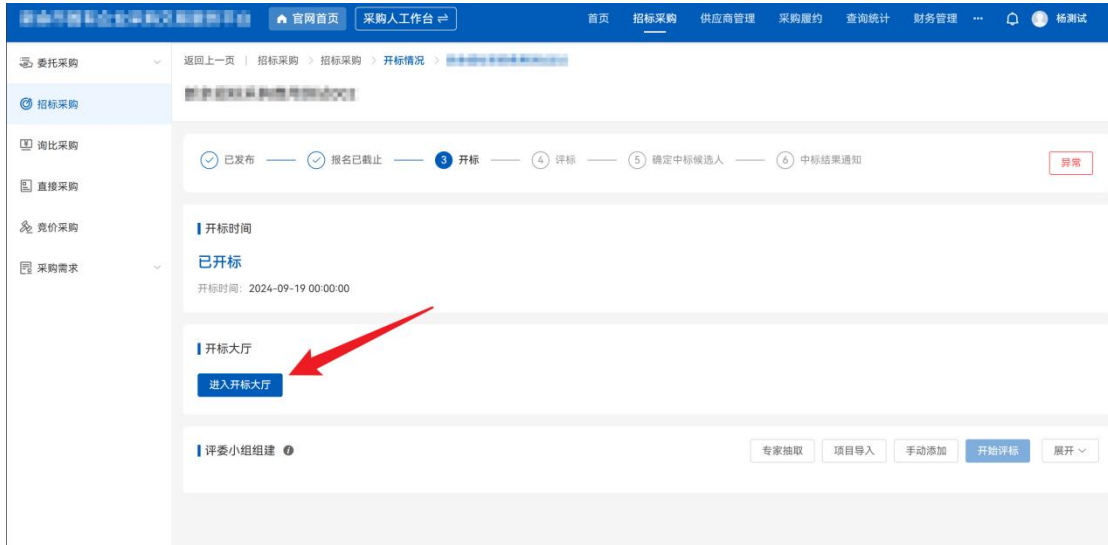 官网首页 采购人工作台 首页 招标采购 供应商管理 采购履约 查询统计 财务管理 ··· 杨测试
委托采购
招标采购
询比采购
直接采购
竞价采购
采购需求
返回上一页 | 招标采购 > 招标采购 > 开标情况 >
已发布 报名已截止 3 开标 4 评标 5 确定中标候选人 6 中标结果通知 异常
开标时间
已开标
开标时间: 2024-09-19 00:00:00
开标大厅
进入开标大厅
评委小组组建 专家抽取 项目导入 手动添加 开始评标 展开